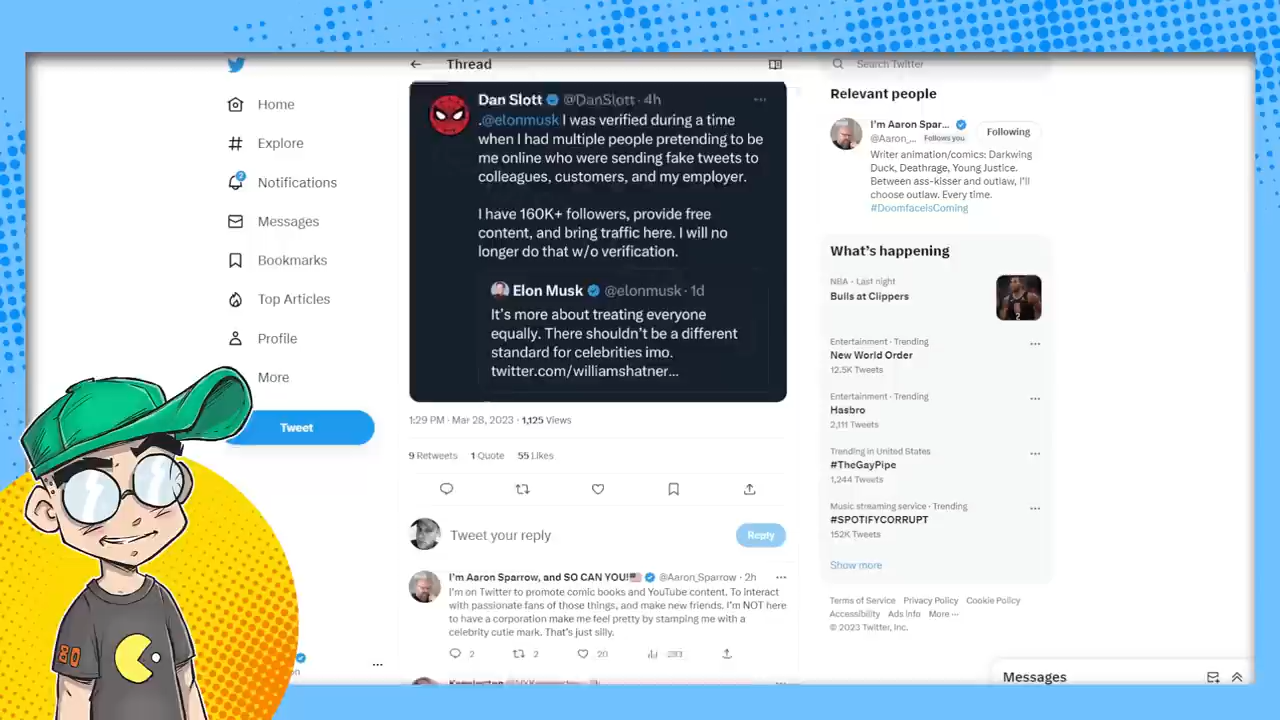 Home
Explore
2
Notifications
Messages
Bookmarks
Top Articles
Profile
More
Tweet
Thread
Dan Slott @DanSlott · 4h
.@elonmusk I was verified during a time
when I had multiple people pretending to be
me online who were sending fake tweets to
colleagues, customers, and my employer.
I have 160K+ followers, provide free
content, and bring traffic here. I will no
longer do that w/o verification.
Elon Musk @elonmusk · 1d
It's more about treating everyone
equally. There shouldn't be a different
standard for celebrities imo.
twitter.com/williamshatner...
1:29 PM · Mar 28, 2023 · 1,125 Views
9 Retweets 1 Quote 55 Likes
Tweet your reply
Reply
I'm Aaron Sparrow, and SO CAN YOU! @Aaron_Sparrow · 2h
I'm on Twitter to promote comic books and YouTube content. To Interact
with passionate fans of those things, and make new friends. I'm NOT here
to have a corporation make me feel pretty by stamping me with a
celebrity cutie mark. That's just silly.
2 2 20
Search Twitter
Relevant people
I'm Aaron Spar...
@Aaron_... Follows you
Following
Writer animation/comics: Darkwing
Duck, Deathrage, Young Justice.
Between ass-kisser and outlaw, I'll
choose outlaw. Every time.
#DoomfaceIsComing
What's happening
NBA · Last night
Bulls at Clippers
Entertainment · Trending
New World Order
12.5K Tweets
Entertainment · Trending
Hasbro
2,111 Tweets
Trending in United States
#TheGayPipe
1,244 Tweets
Music streaming service · Trending
#SPOTIFYCORRUPT
152K Tweets
Show more
Terms of Service Privacy Policy Cookie Policy
Accessibility Ads info More ···
© 2023 Twitter, Inc.
Messages
80